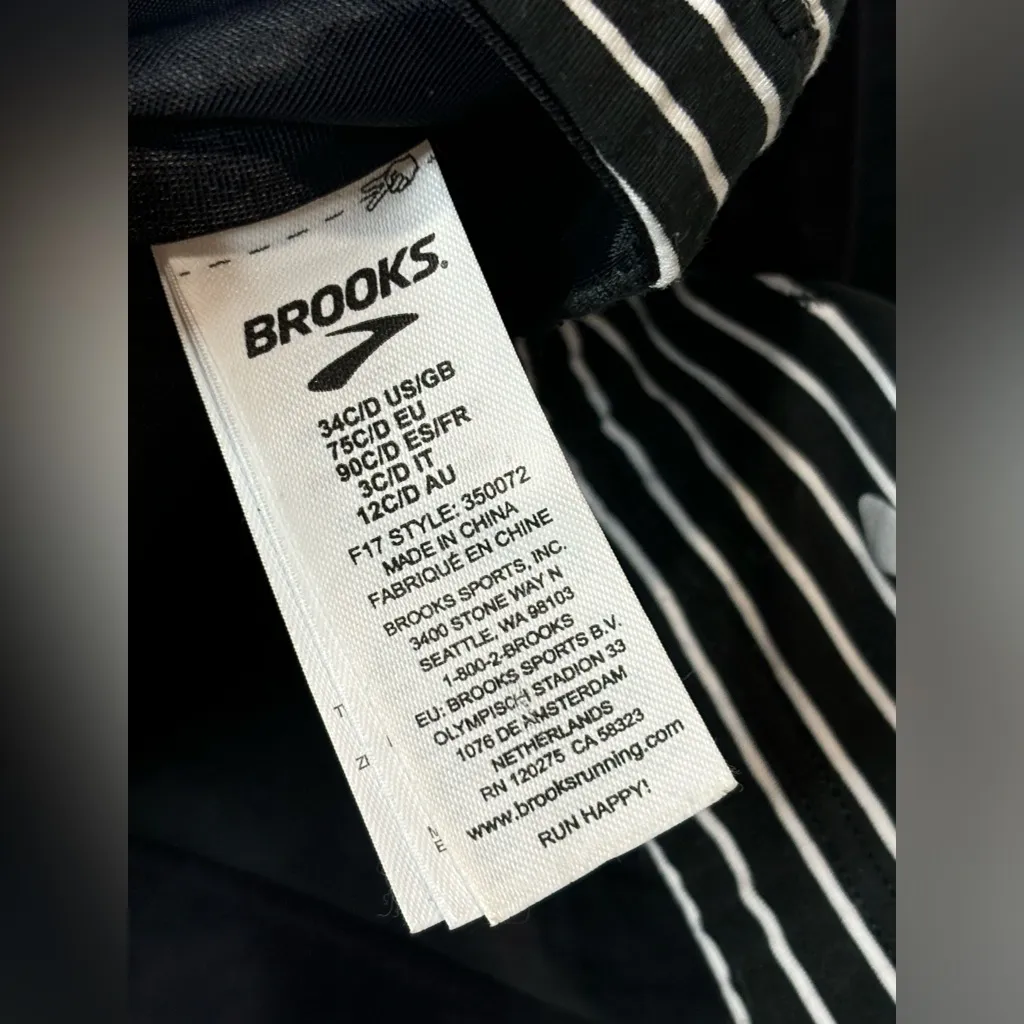 BROOKS®
34C/D US/GB
75C/D EU
90C/D ES/FR
3C/D IT
12C/D AU
F17 STYLE: 350072
MADE IN CHINA
FABRIQUÉ EN CHINE
BROOKS SPORTS, INC.
3400 STONE WAY N
SEATTLE, WA 98103
1-800-2-BROOKS
EU: BROOKS SPORTS B.V.
OLYMPISCH STADION 33
1076 DE AMSTERDAM
NETHERLANDS
RN 120275 CA 58323
www.brooksrunning.com
RUN HAPPY!